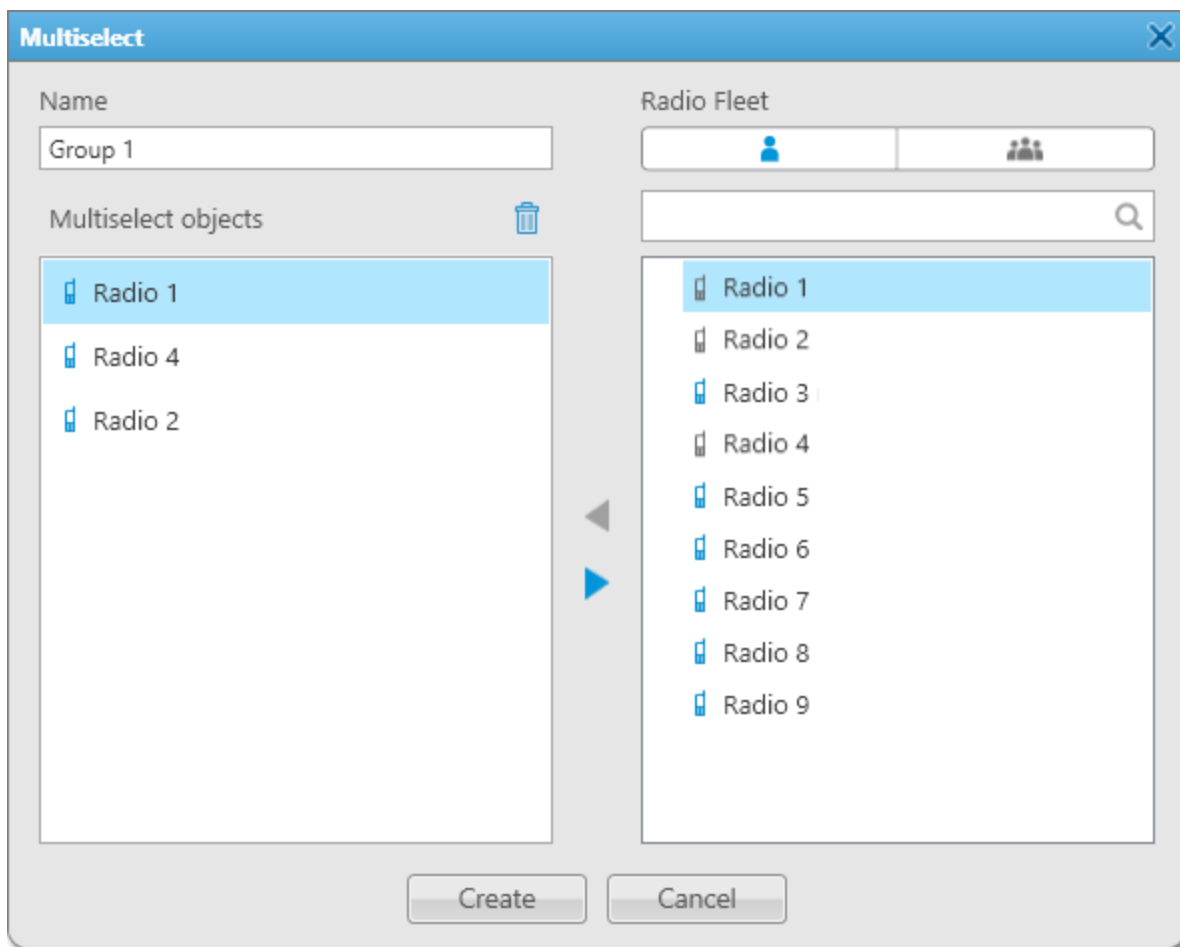 Multiselect
Name
Group 1
Multiselect objects
Radio 1
Radio 4
Radio 2
Radio Fleet
Radio 1
Radio 2
Radio 3
Radio 4
Radio 5
Radio 6
Radio 7
Radio 8
Radio 9
Create
Cancel